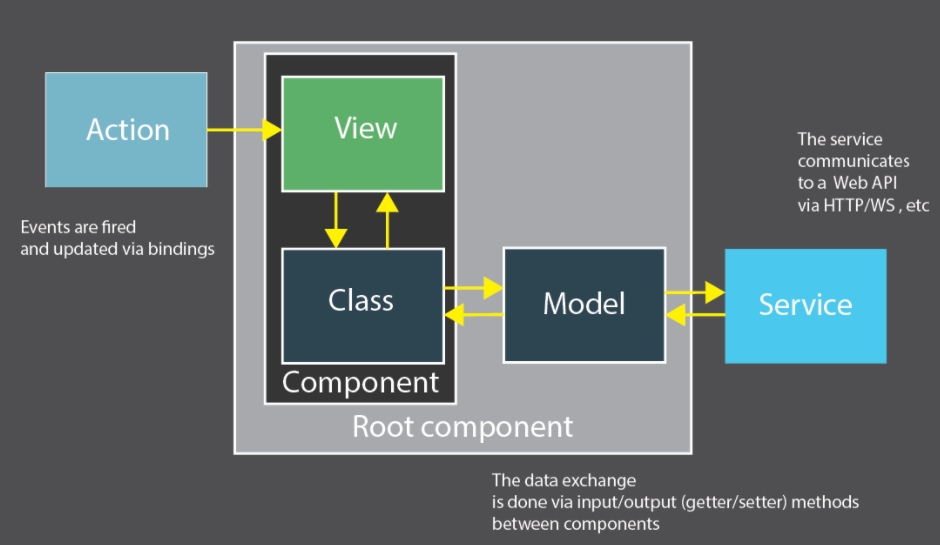 Action
View
Class
Component
Root component
Model
Service
Events are fired
and updated via bindings
The service
communicates
to a Web API
via HTTP/WS , etc
The data exchange
is done via input/output (getter/setter) methods
between components